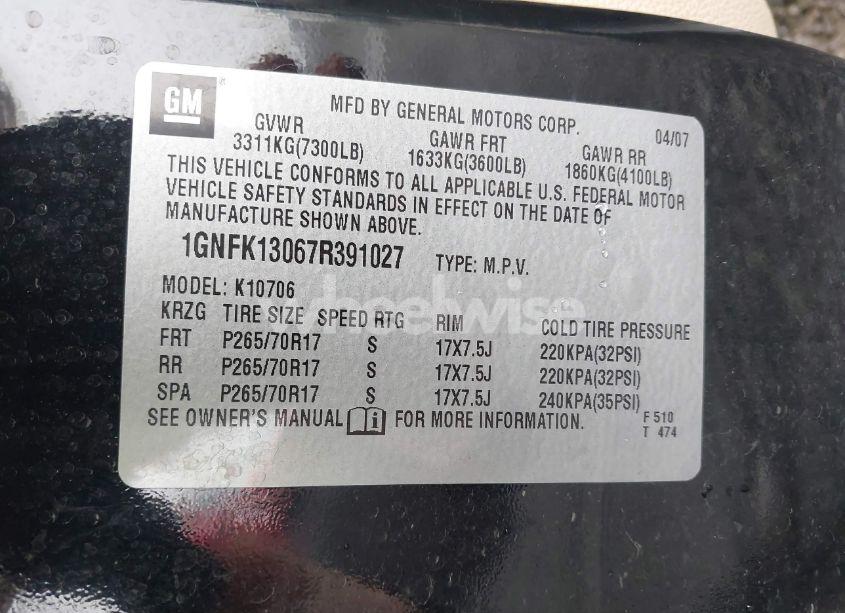 GM
MFD BY GENERAL MOTORS CORP. 04/07
GVWR GAWR FRT GAWR RR
3311KG(7300LB) 1633KG(3600LB) 1860KG(4100LB)
THIS VEHICLE CONFORMS TO ALL APPLICABLE U.S. FEDERAL MOTOR
VEHICLE SAFETY STANDARDS IN EFFECT ON THE DATE OF
MANUFACTURE SHOWN ABOVE.
1GNFK13067R391027 TYPE: M.P.V.
MODEL: K10706
wheelwise
KRZG TIRE SIZE SPEED RTG RIM COLD TIRE PRESSURE
FRT P265/70R17 S 17X7.5J 220KPA(32PSI)
RR P265/70R17 S 17X7.5J 220KPA(32PSI)
SPA P265/70R17 S 17X7.5J 240KPA(35PSI)
SEE OWNER'S MANUAL FOR MORE INFORMATION.
F 510
T 474